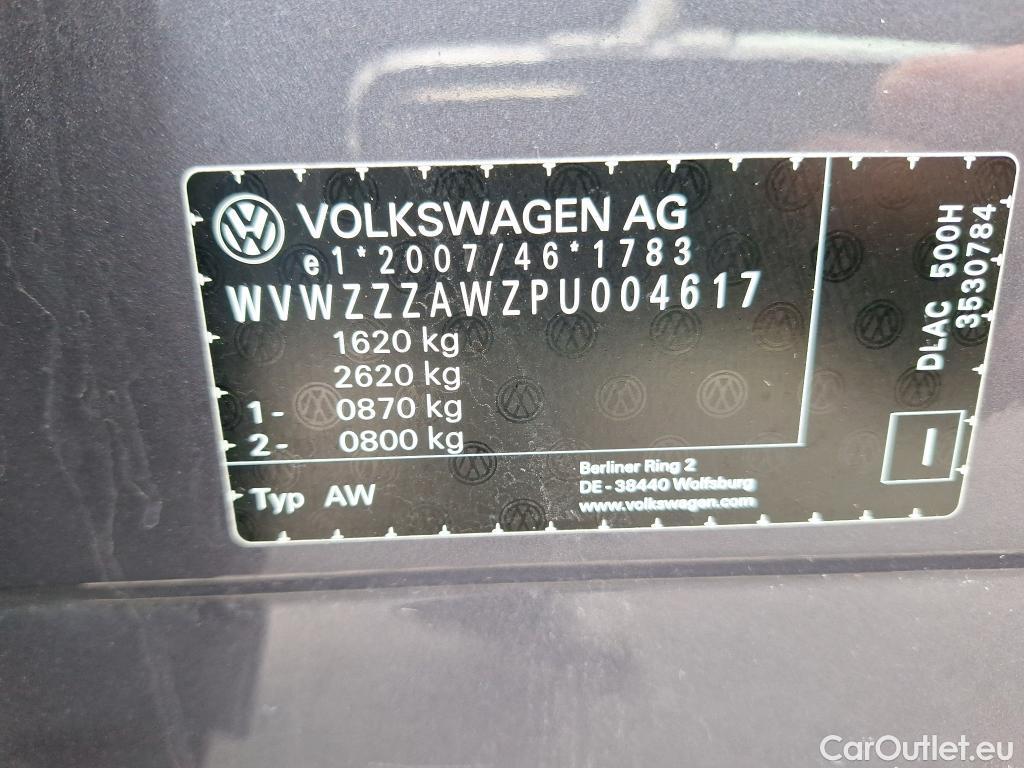 VOLKSWAGEN AG
e1*2007/46*1783
WVWZZZAWZPU004617
1620 kg
2620 kg
1- 0870 kg
2- 0800 kg
Typ AW
Berliner Ring 2
DE-38440 Wolfsburg
www.volkswagen.com
DLAC 500H
3530784
CarOutlet.eu